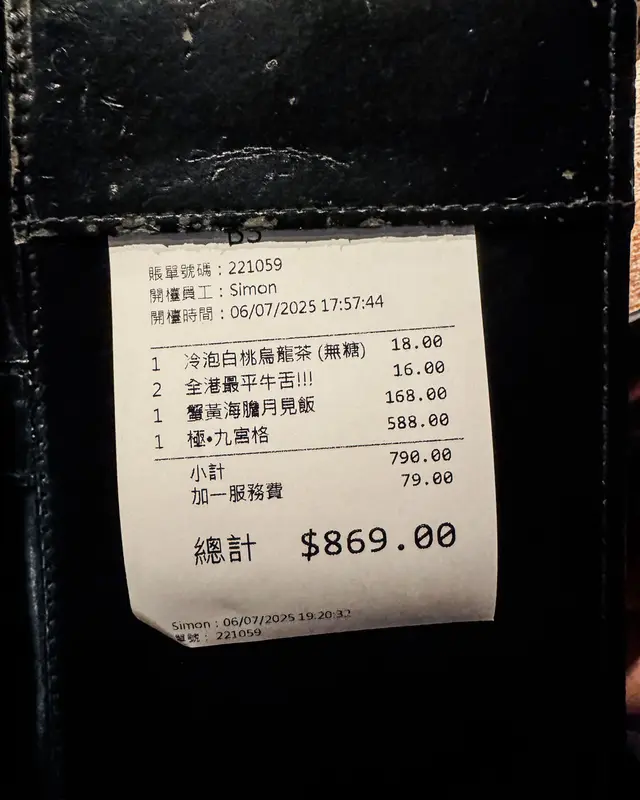 B5
賬單號碼：221059
開檯員工：Simon
開檯時間：06/07/2025 17:57:44
1 冷泡白桃烏龍茶 (無糖) 18.00
2 全港最平牛舌!!! 16.00
1 蟹黃海膽月見飯 168.00
1 極•九宮格 588.00
小計 790.00
加一服務費 79.00
總計 $869.00
Simon：06/07/2025 19:20:32
單號：221059